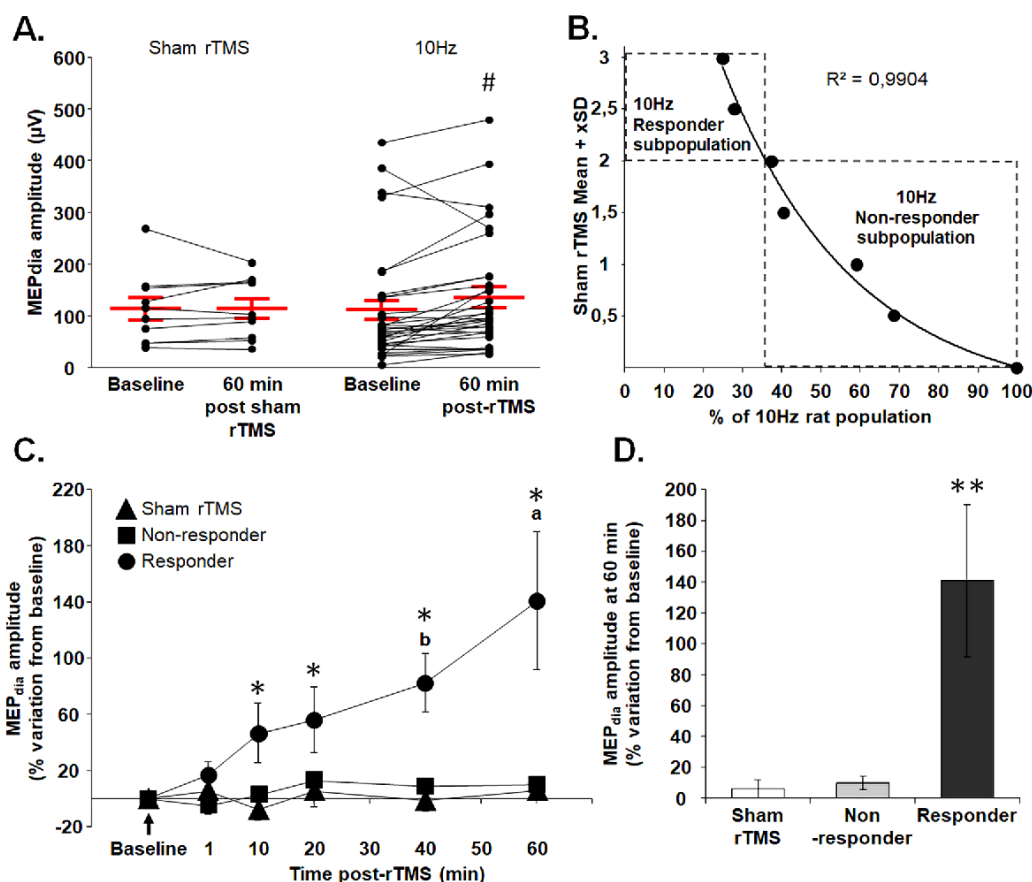 A.
Sham rTMS
10Hz
#
MEPdia amplitude (µV)
600
500
400
300
200
100
0
Baseline
60 min
post sham
rTMS
Baseline
60 min
post-rTMS
B.
Sham rTMS Mean + xSD
3
2,5
2
1,5
1
0,5
R² = 0,9904
10Hz
Responder
subpopulation
10Hz
Non-responder
subpopulation
0 10 20 30 40 50 60 70 80 90 100
% of 10Hz rat population
C.
MEPdia amplitude
(% variation from baseline)
220
180
140
100
60
20
-20
Sham rTMS
Non-responder
Responder
*
*
*
b
*
a
Baseline 1 10 20 30 40 50 60
Time post-rTMS (min)
D.
MEPdia amplitude at 60 min
(% variation from baseline)
200
180
160
140
120
100
80
60
40
20
0
**
Sham
rTMS
Non
-responder
Responder